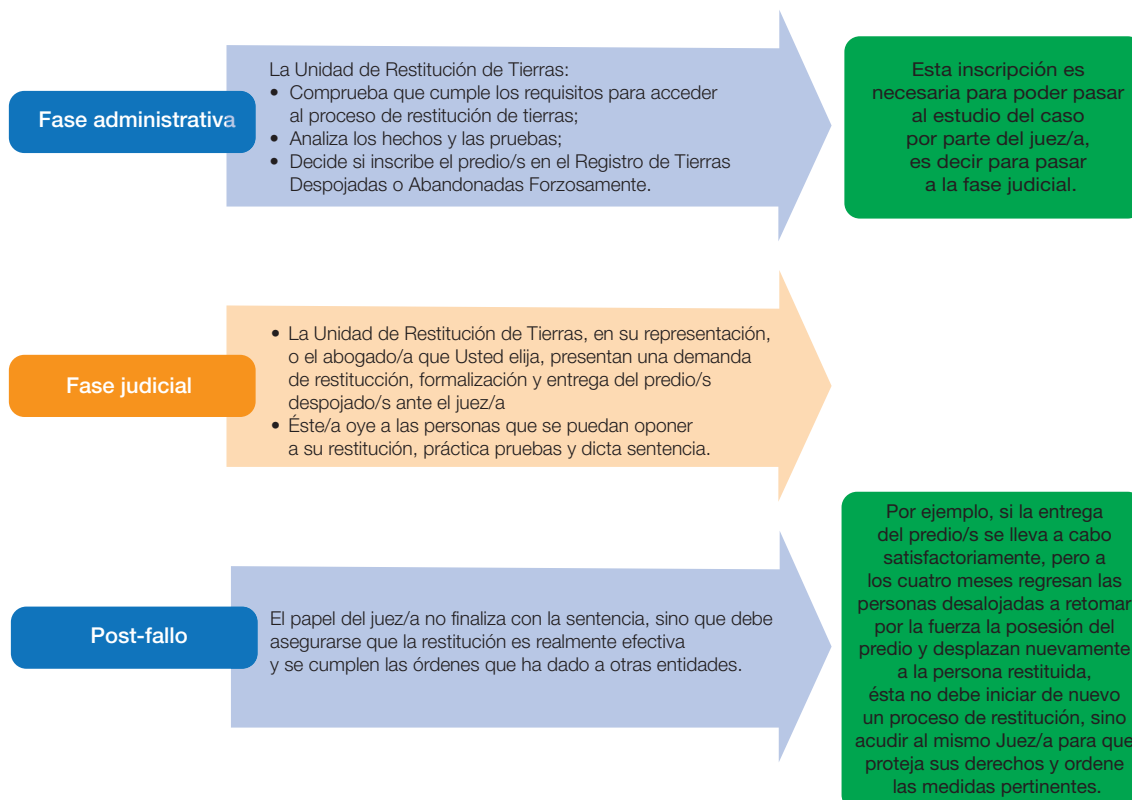 Fase administrativa
La Unidad de Restitución de Tierras:
• Comprueba que cumple los requisitos para acceder
al proceso de restitución de tierras;
• Analiza los hechos y las pruebas;
• Decide si inscribe el predio/s en el Registro de Tierras
Despojadas o Abandonadas Forzosamente.
Esta inscripción es
necesaria para poder pasar
al estudio del caso
por parte del juez/a,
es decir para pasar
a la fase judicial.
Fase judicial
• La Unidad de Restitución de Tierras, en su representación,
o el abogado/a que Usted elija, presentan una demanda
de restitucción, formalización y entrega del predio/s
despojado/s ante el juez/a
• Éste/a oye a las personas que se puedan oponer
a su restitución, práctica pruebas y dicta sentencia.
Post-fallo
El papel del juez/a no finaliza con la sentencia, sino que debe
asegurarse que la restitución es realmente efectiva
y se cumplen las órdenes que ha dado a otras entidades.
Por ejemplo, si la entrega
del predio/s se lleva a cabo
satisfactoriamente, pero a
los cuatro meses regresan las
personas desalojadas a retomar
por la fuerza la posesión del
predio y desplazan nuevamente
a la persona restituida,
ésta no debe iniciar de nuevo
un proceso de restitución, sino
acudir al mismo Juez/a para que
proteja sus derechos y ordene
las medidas pertinentes.